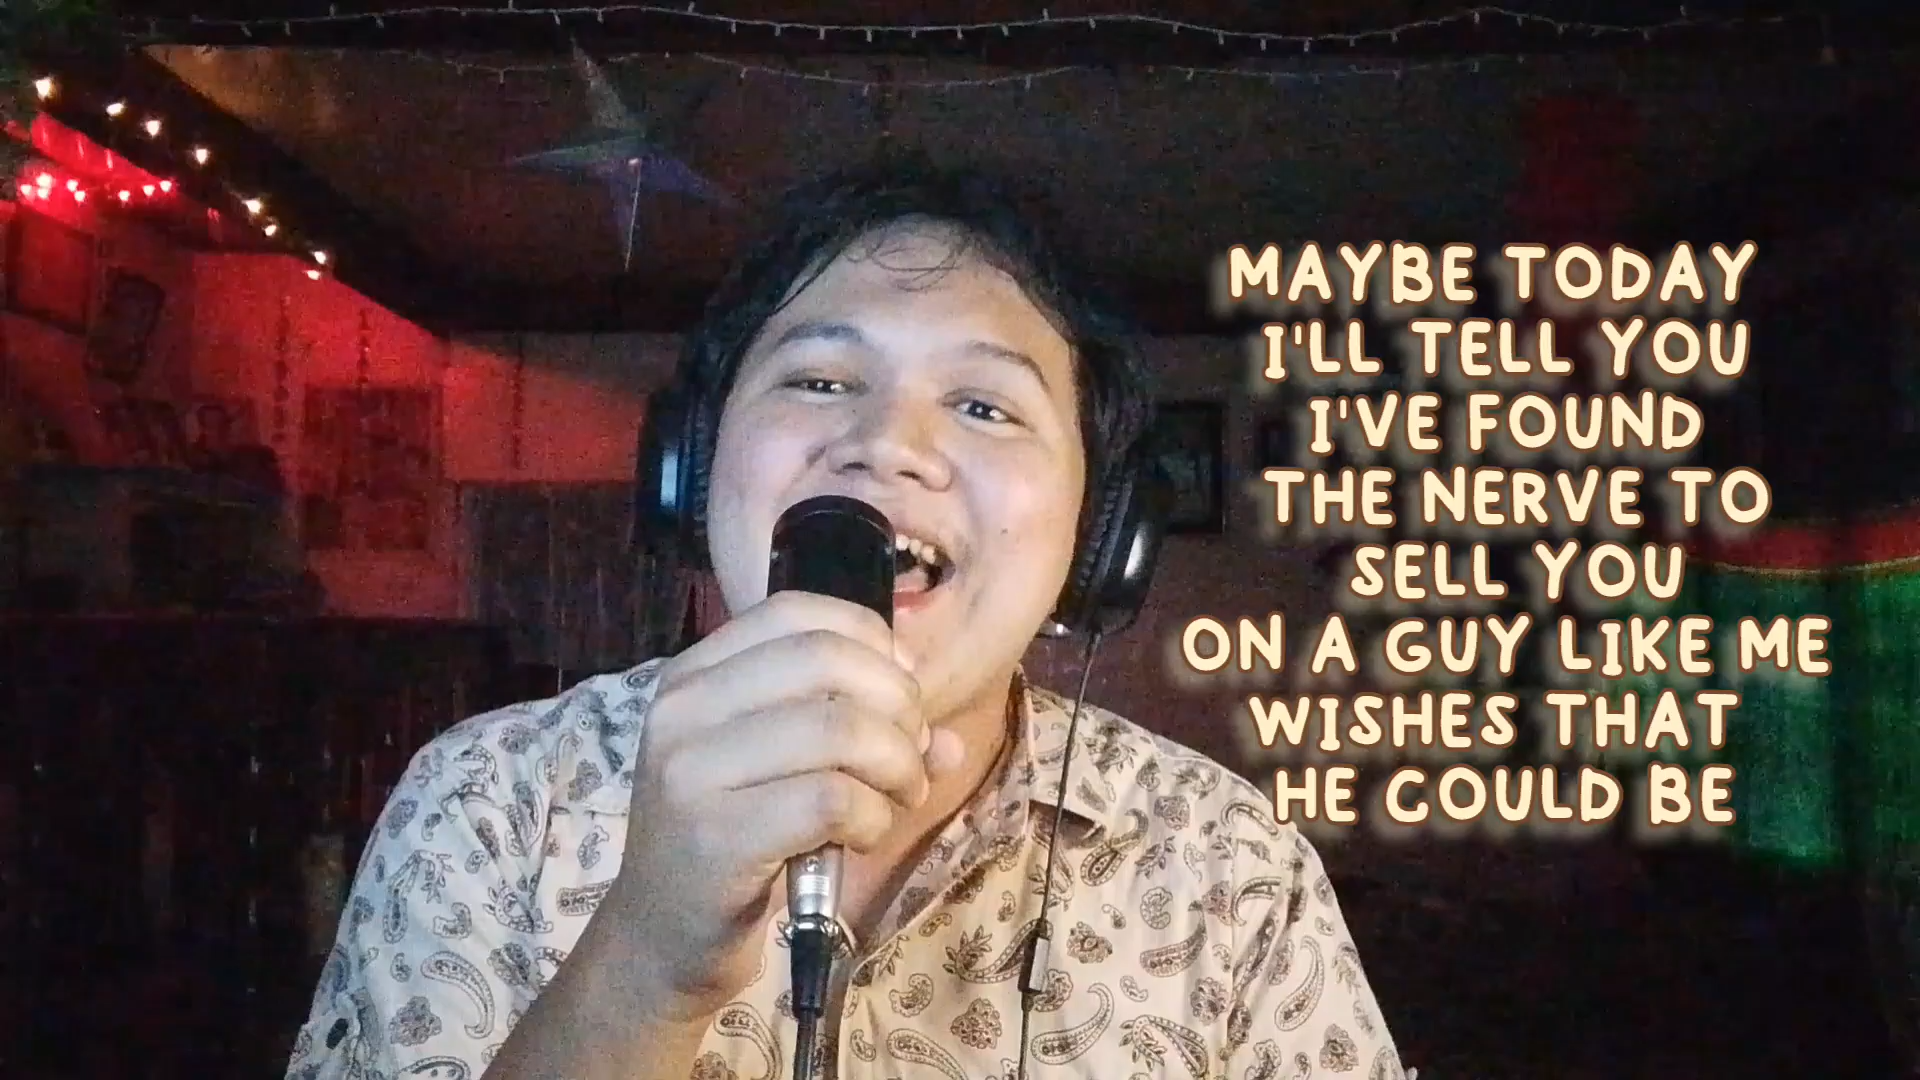 MAYBE TODAY
I'LL TELL YOU
I'VE FOUND
THE NERVE TO
SELL YOU
ON A GUY LIKE ME
WISHES THAT
HE COULD BE